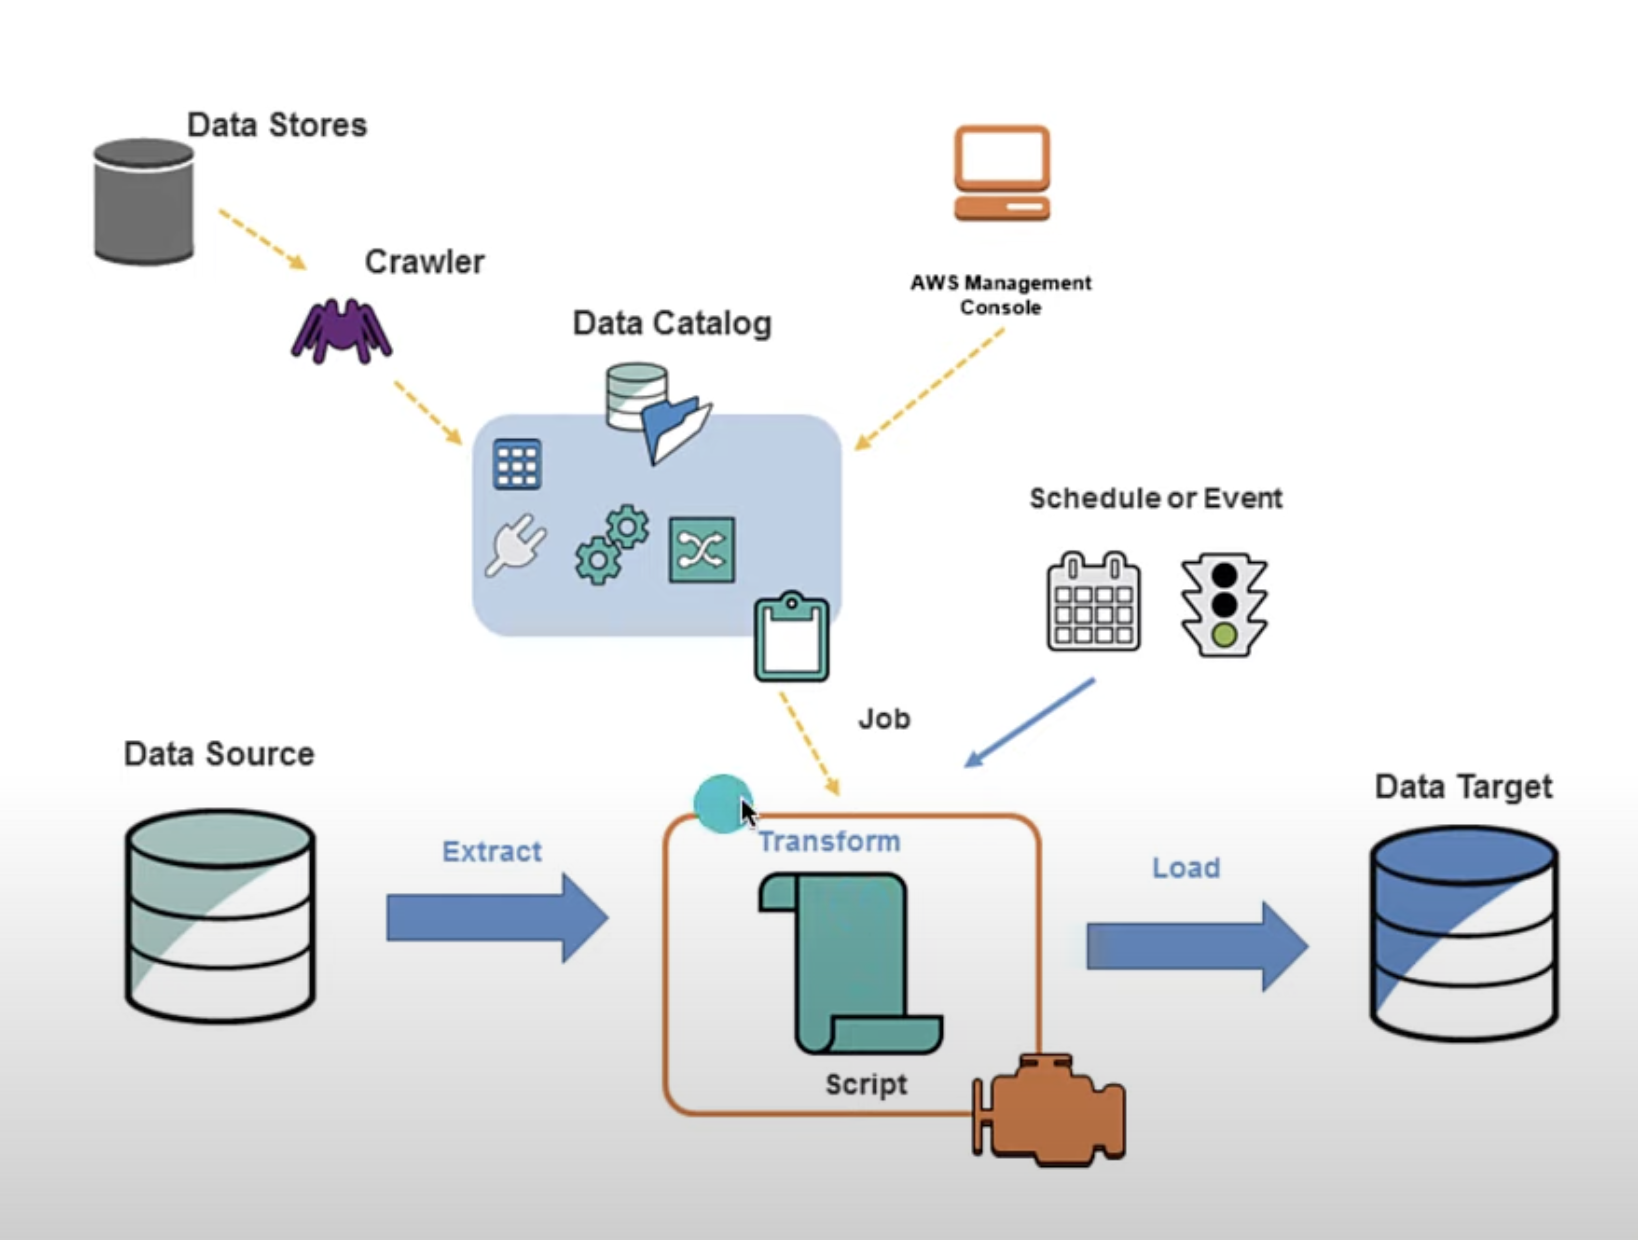 Data Stores
Crawler
Data Catalog
AWS Management
Console
Schedule or Event
Job
Data Source
Extract
Transform
Script
Load
Data Target